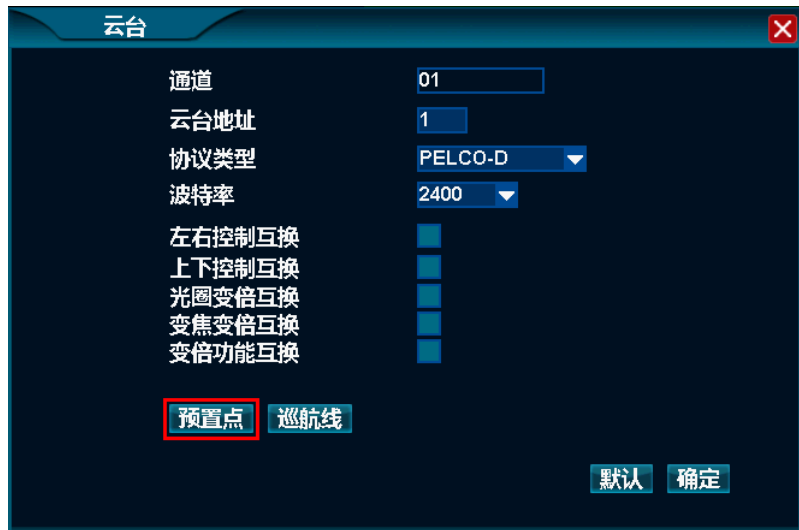 云台
通道 01
云台地址 1
协议类型 PELCO-D
波特率 2400
左右控制互换
上下控制互换
光圈变倍互换
变焦变倍互换
变倍功能互换
预置点 巡航线
默认 确定